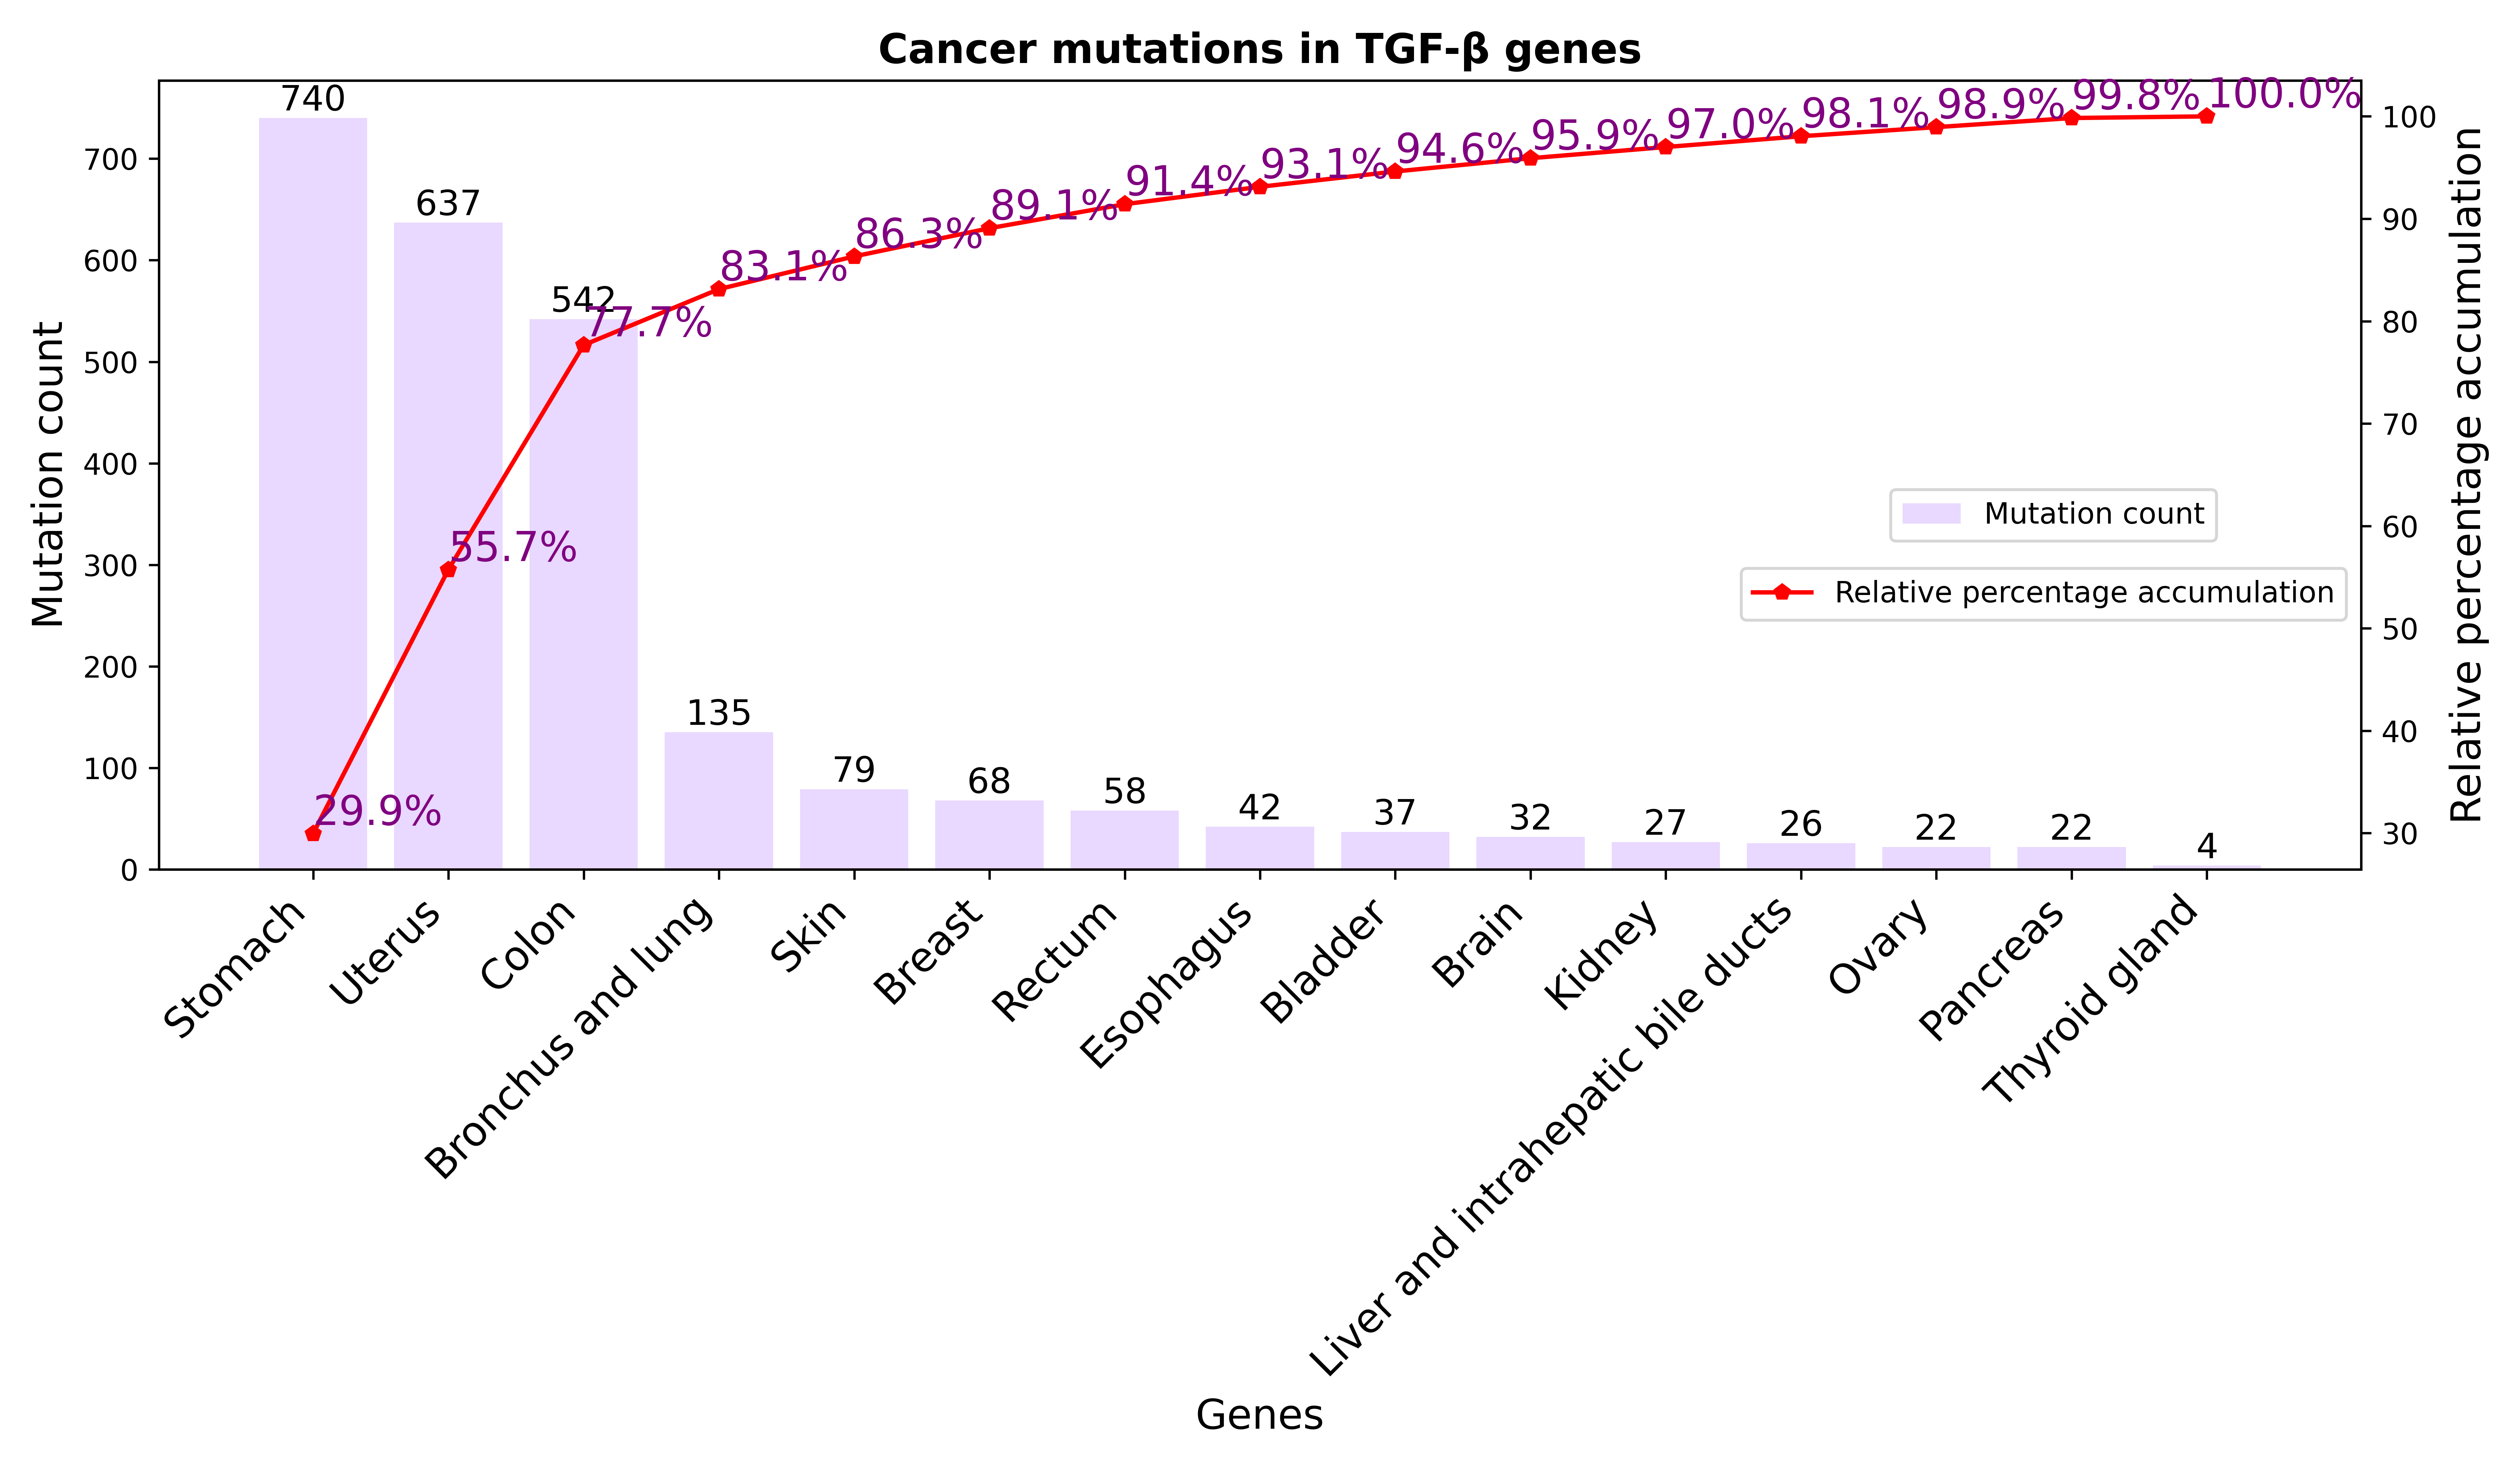 Cancer mutations in TGF-β genes
Mutation count
700
600
500
400
300
200
100
0
740
637
542
135
79
68
58
42
37
32
27
26
22
22
4
29.9%
55.7%
77.7%
83.1%
86.3%
89.1%
91.4%
93.1%
94.6%
95.9%
97.0%
98.1%
98.9%
99.8%
100.0%
Mutation count
Relative percentage accumulation
100
90
80
70
60
50
40
30
Relative percentage accumulation
Stomach
Uterus
Colon
Bronchus and lung
Skin
Breast
Rectum
Esophagus
Bladder
Brain
Kidney
Liver and intrahepatic bile ducts
Ovary
Pancreas
Thyroid gland
Genes